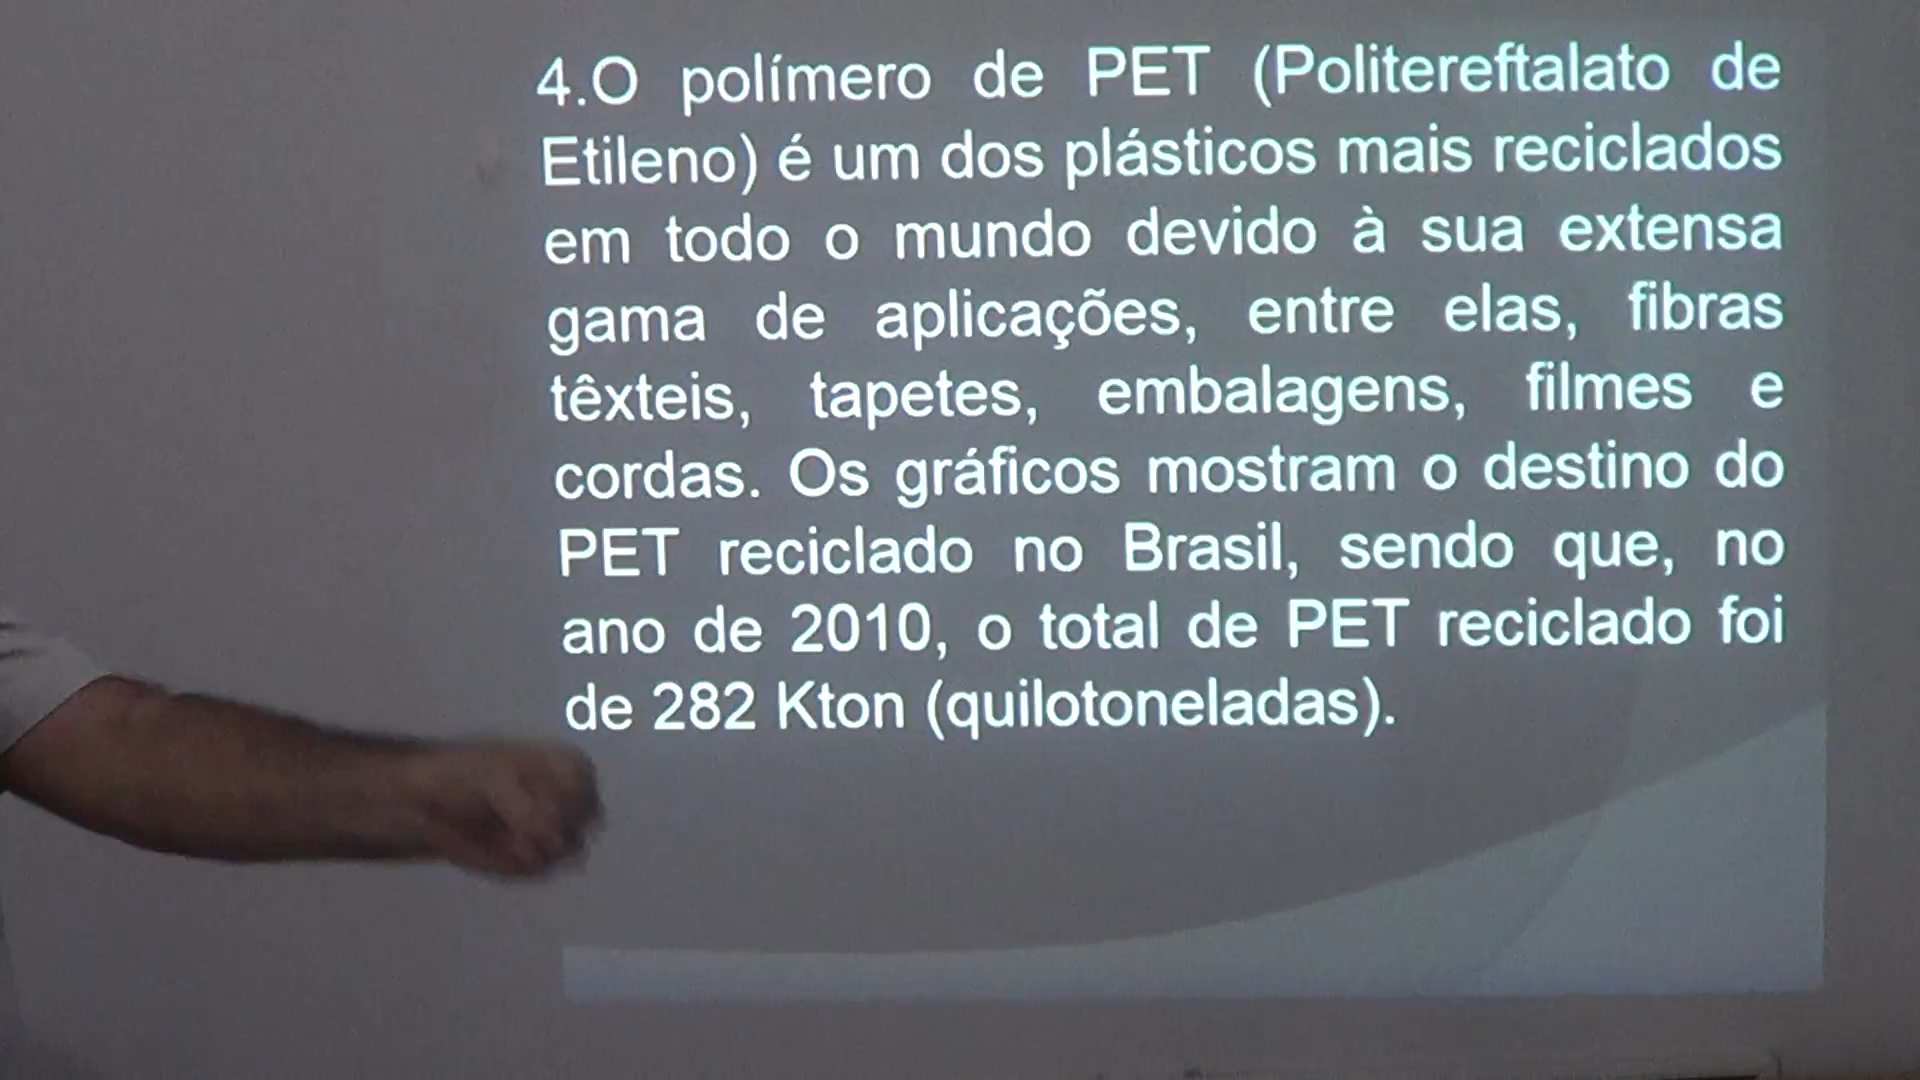 4.O polímero de PET (Politereftalato de
Etileno) é um dos plásticos mais reciclados
em todo o mundo devido à sua extensa
gama de aplicações, entre elas, fibras
têxteis, tapetes, embalagens, filmes e
cordas. Os gráficos mostram o destino do
PET reciclado no Brasil, sendo que, no
ano de 2010, o total de PET reciclado foi
de 282 Kton (quilotoneladas).